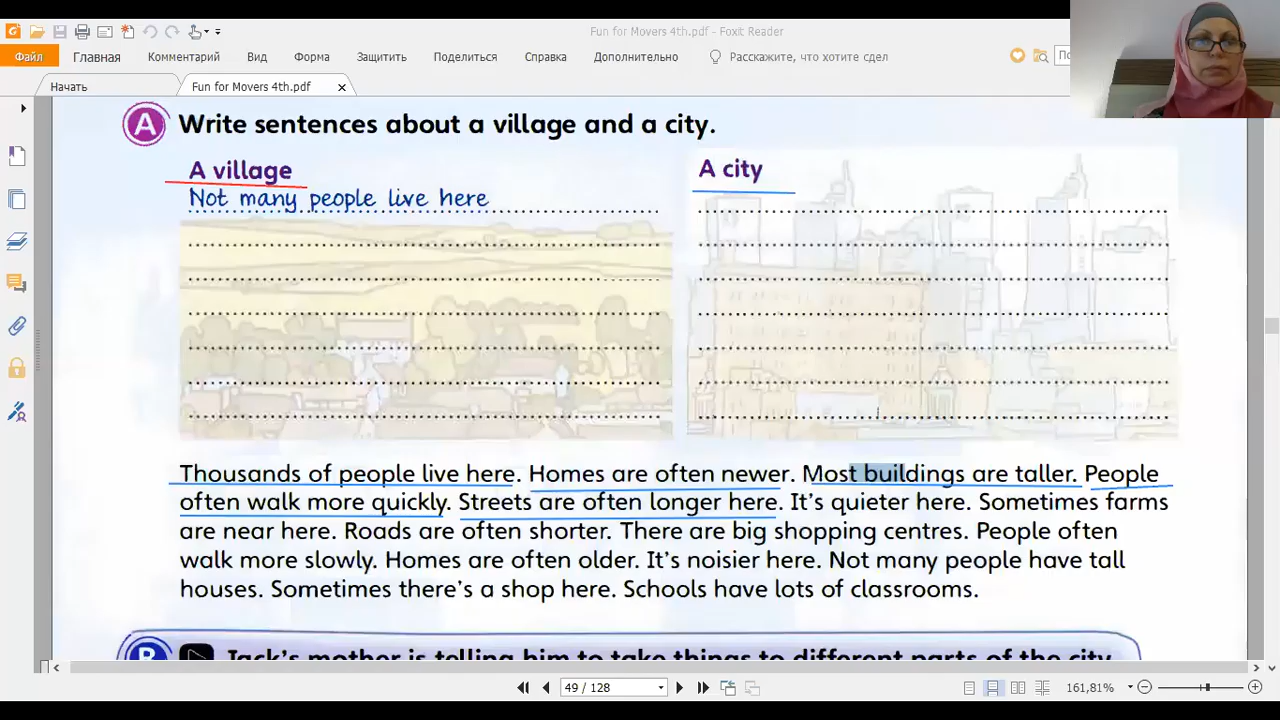 Fun for Movers 4th.pdf - Foxit Reader
Файл Главная Комментарий Вид Форма Защитить Поделиться Справка Дополнительно Расскажите, что хотите сделать
Начать Fun for Movers 4th.pdf
A Write sentences about a village and a city.
A village
Not many people live here
A city
Thousands of people live here. Homes are often newer. Most buildings are taller. People
often walk more quickly. Streets are often longer here. It's quieter here. Sometimes farms
are near here. Roads are often shorter. There are big shopping centres. People often
walk more slowly. Homes are often older. It's noisier here. Not many people have tall
houses. Sometimes there's a shop here. Schools have lots of classrooms.
B Jack's mother is telling him to take things to different parts of the city
49 / 128 161,81%